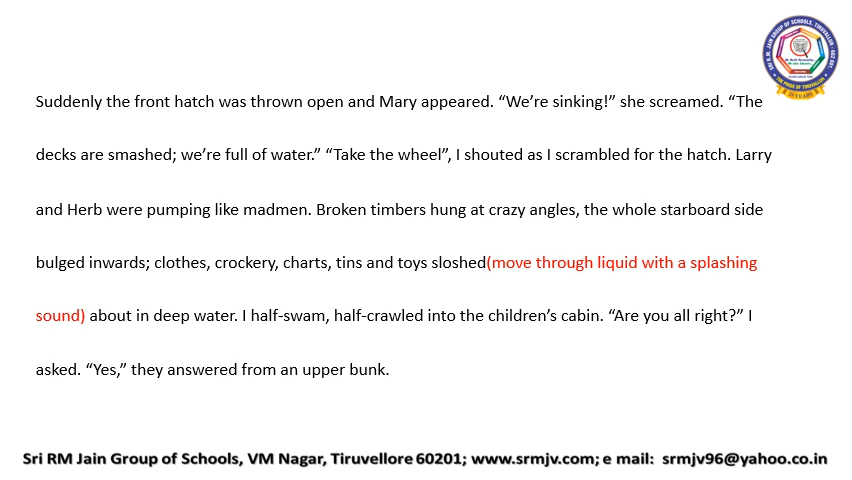 Suddenly the front hatch was thrown open and Mary appeared. “We’re sinking!” she screamed. “The
decks are smashed; we’re full of water.” “Take the wheel”, I shouted as I scrambled for the hatch. Larry
and Herb were pumping like madmen. Broken timbers hung at crazy angles, the whole starboard side
bulged inwards; clothes, crockery, charts, tins and toys sloshed(move through liquid with a splashing
sound) about in deep water. I half-swam, half-crawled into the children’s cabin. “Are you all right?” I
asked. “Yes,” they answered from an upper bunk.
Sri RM Jain Group of Schools, VM Nagar, Tiruvellore 60201; www.srmjv.com; e mail:  srmjv96@yahoo.co.in